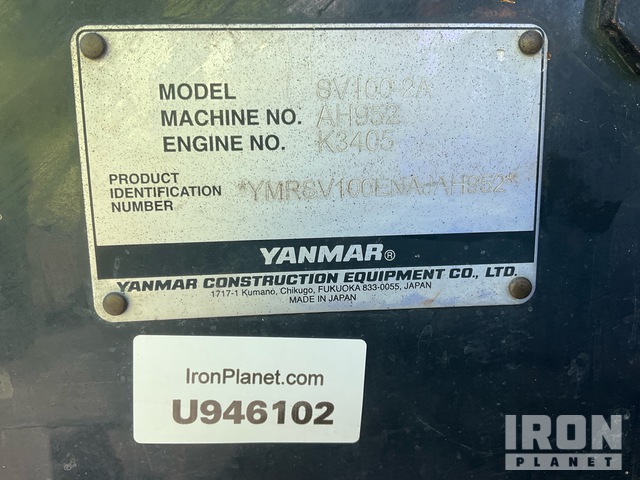 MODEL SV100-2A
MACHINE NO. AH952
ENGINE NO. K3405
PRODUCT
IDENTIFICATION
NUMBER *YMRSV100ENAJAH952*
YANMAR®
YANMAR CONSTRUCTION EQUIPMENT CO., LTD.
1717-1 Kumano, Chikugo, FUKUOKA 833-0055, JAPAN
MADE IN JAPAN
IronPlanet.com
U946102
IRON
PLANET